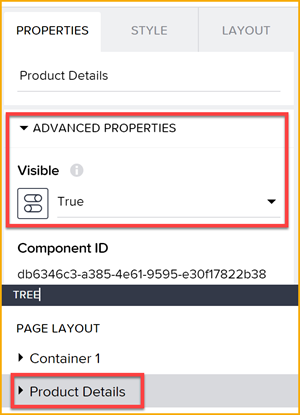 PROPERTIES STYLE LAYOUT
Product Details
ADVANCED PROPERTIES
Visible
True
Component ID
db6346c3-a385-4e61-9595-e30f17822b38
TREE
PAGE LAYOUT
Container 1
Product Details